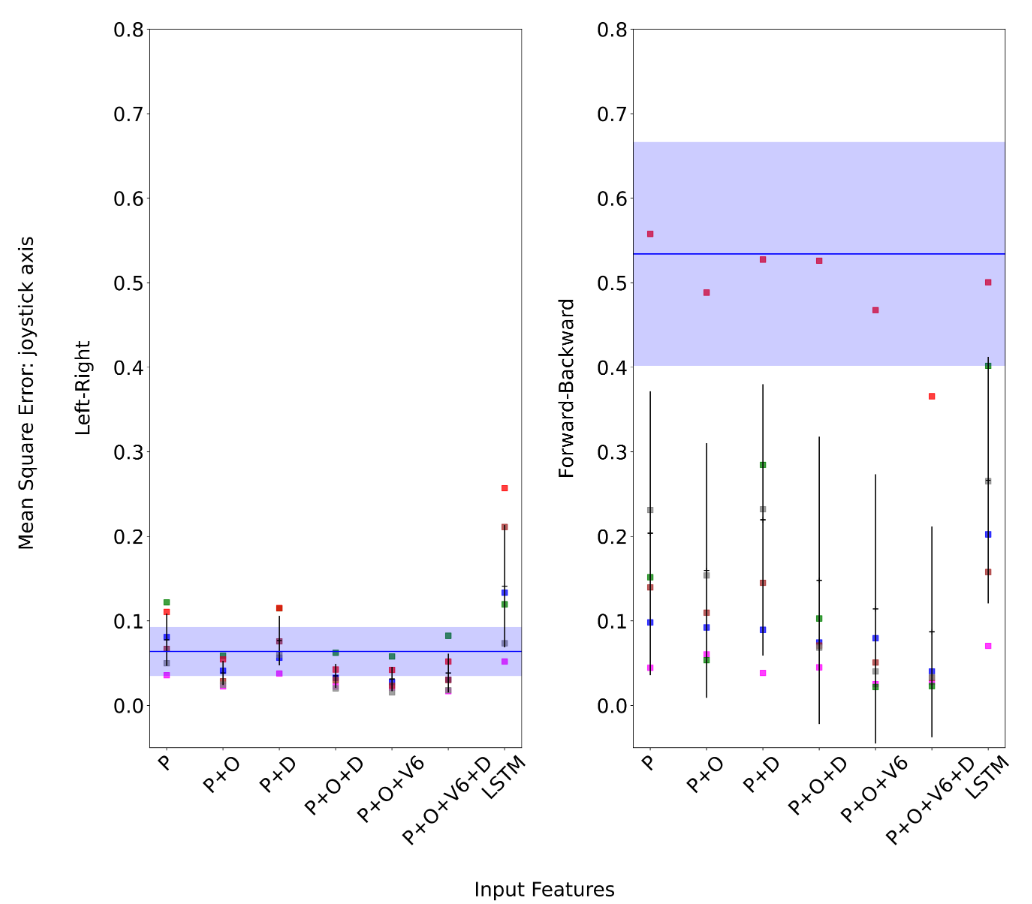 Mean Square Error: joystick axis
Left-Right
0.8
0.7
0.6
0.5
0.4
0.3
0.2
0.1
0.0
P
P+O
P+D
P+O+D
P+O+V6
P+O+V6+D
LSTM
Forward-Backward
0.8
0.7
0.6
0.5
0.4
0.3
0.2
0.1
0.0
P
P+O
P+D
P+O+D
P+O+V6
P+O+V6+D
LSTM
Input Features